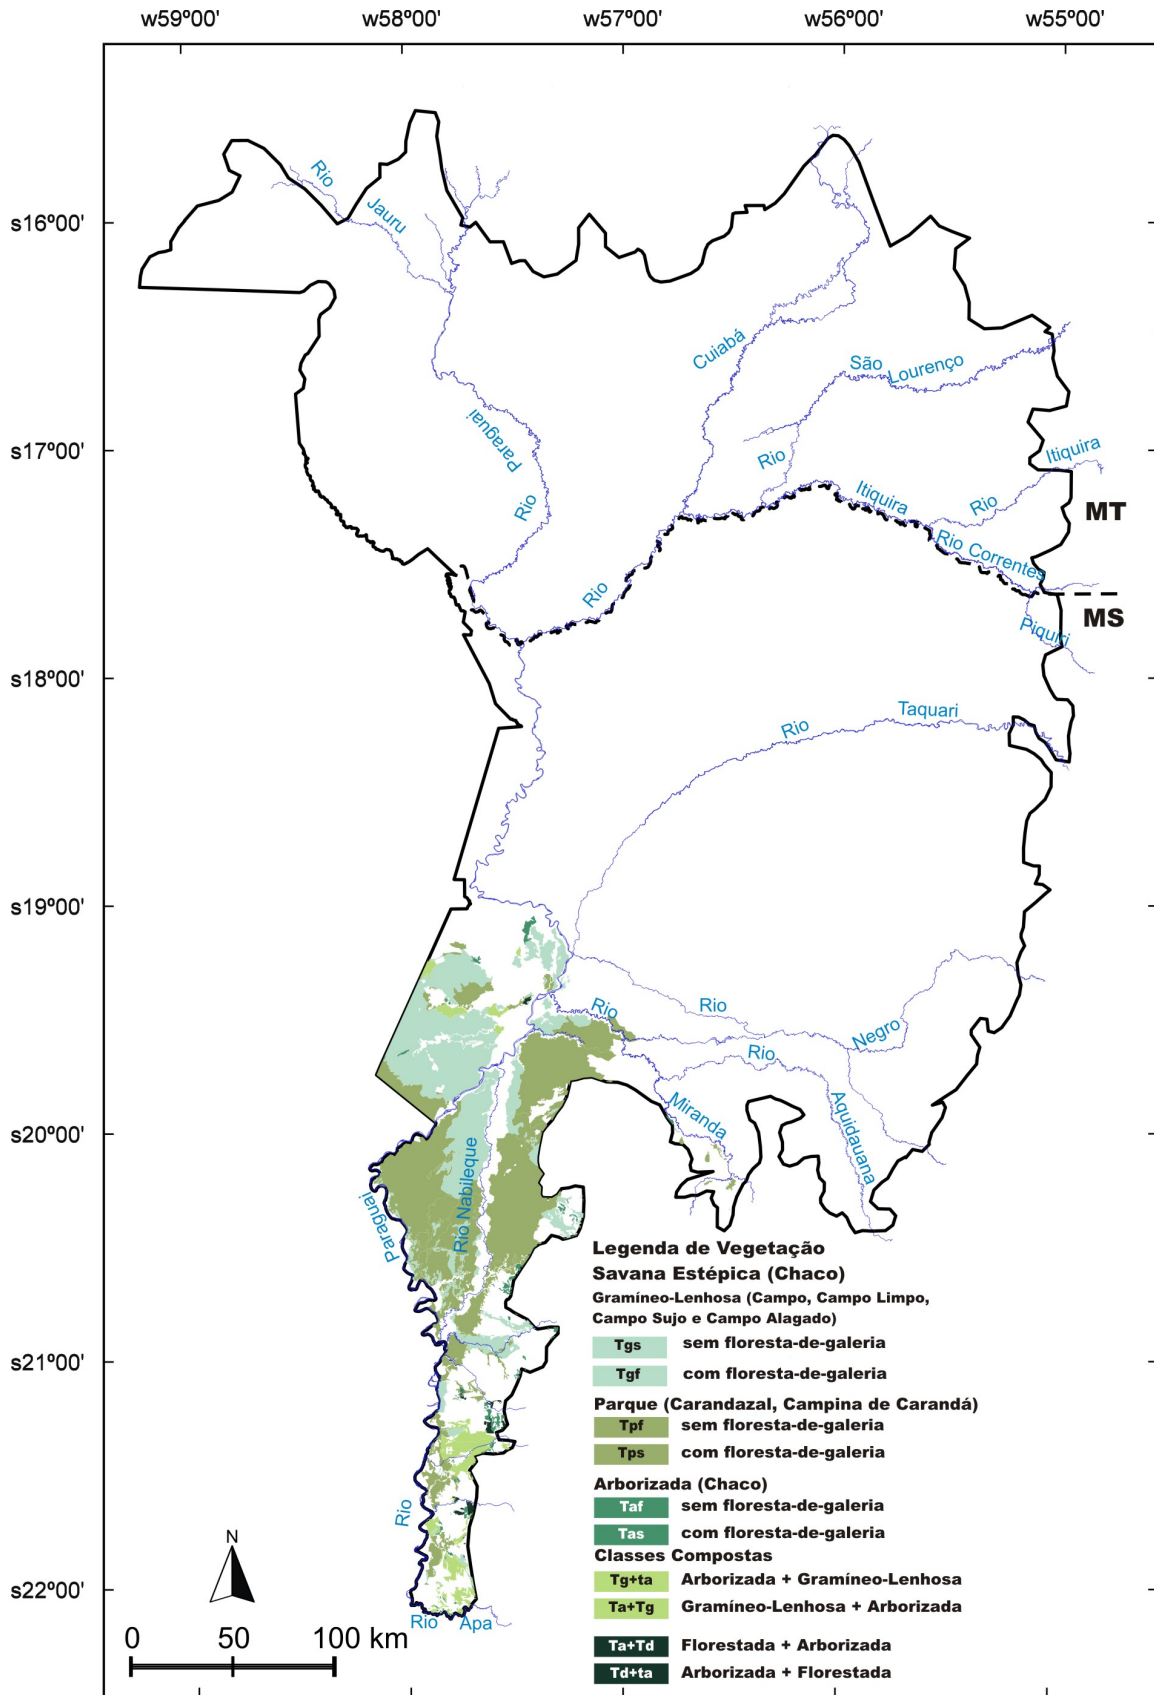 w59º00' w58º00' w57º00' w56º00' w55º00'
s16º00'
s17º00'
s18º00'
s19º00'
s20º00'
s21º00'
s22º00'
Rio
Jauru
Cuiabá
São
Lourenço
Paraguai
Rio
Rio
Itiquira
Itiquira
Rio
MT
Rio Correntes
Rio
MS
Piquiri
Rio
Taquari
Rio
Rio
Negro
Rio
Miranda
Aquidauana
Rio Nabileque
Paraguai
Rio
Rio Apa
N
0 50 100 km
Legenda de Vegetação
Savana Estépica (Chaco)
Gramíneo-Lenhosa (Campo, Campo Limpo,
Campo Sujo e Campo Alagado)
Tgs sem floresta-de-galeria
Tgf com floresta-de-galeria
Parque (Carandazal, Campina de Carandá)
Tpf sem floresta-de-galeria
Tps com floresta-de-galeria
Arborizada (Chaco)
Taf sem floresta-de-galeria
Tas com floresta-de-galeria
Classes Compostas
Tg+ta Arborizada + Gramíneo-Lenhosa
Ta+Tg Gramíneo-Lenhosa + Arborizada
Ta+Td Florestada + Arborizada
Td+ta Arborizada + Florestada